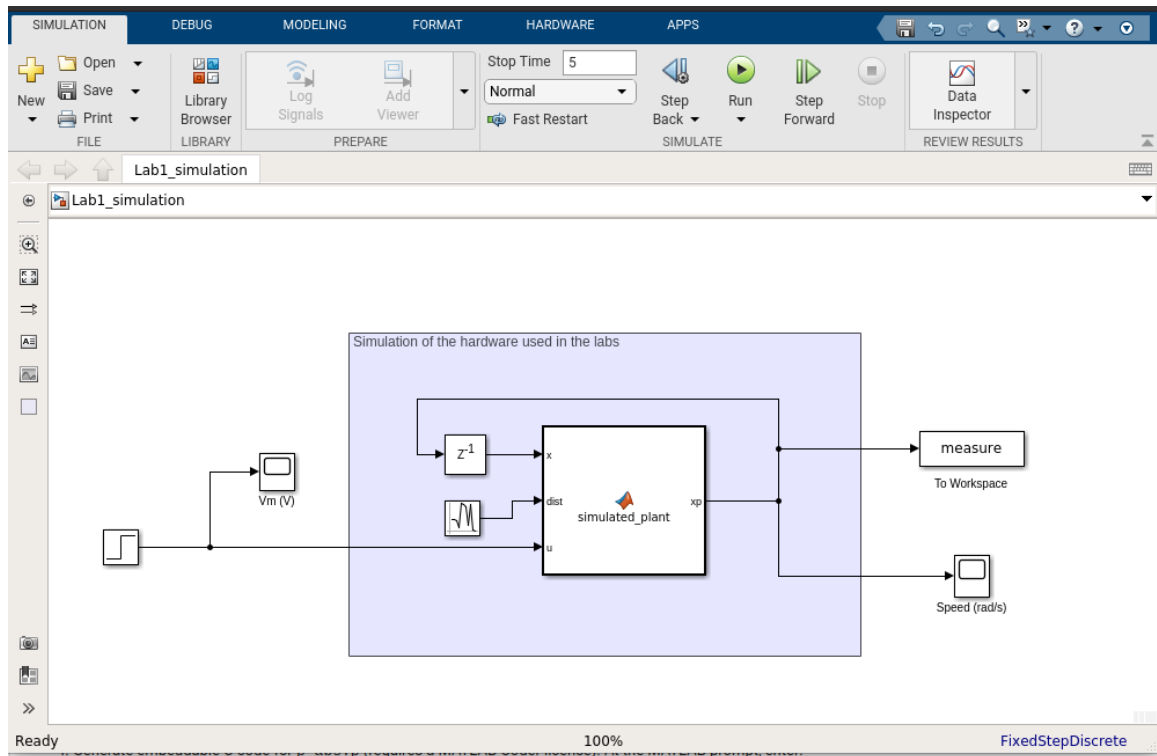 SIMULATION DEBUG MODELING FORMAT HARDWARE APPS
New
Open
Save
Print
FILE
Library
Browser
LIBRARY
Log
Signals
Add
Viewer
PREPARE
Stop Time 5
Normal
Fast Restart
Step
Back
Run
Step
Forward
Stop
SIMULATE
Data
Inspector
REVIEW RESULTS
Lab1_simulation
Lab1_simulation
Simulation of the hardware used in the labs
Z-1
x
dist
u
simulated_plant
xp
measure
To Workspace
Vm (V)
Speed (rad/s)
Ready 100% FixedStepDiscrete